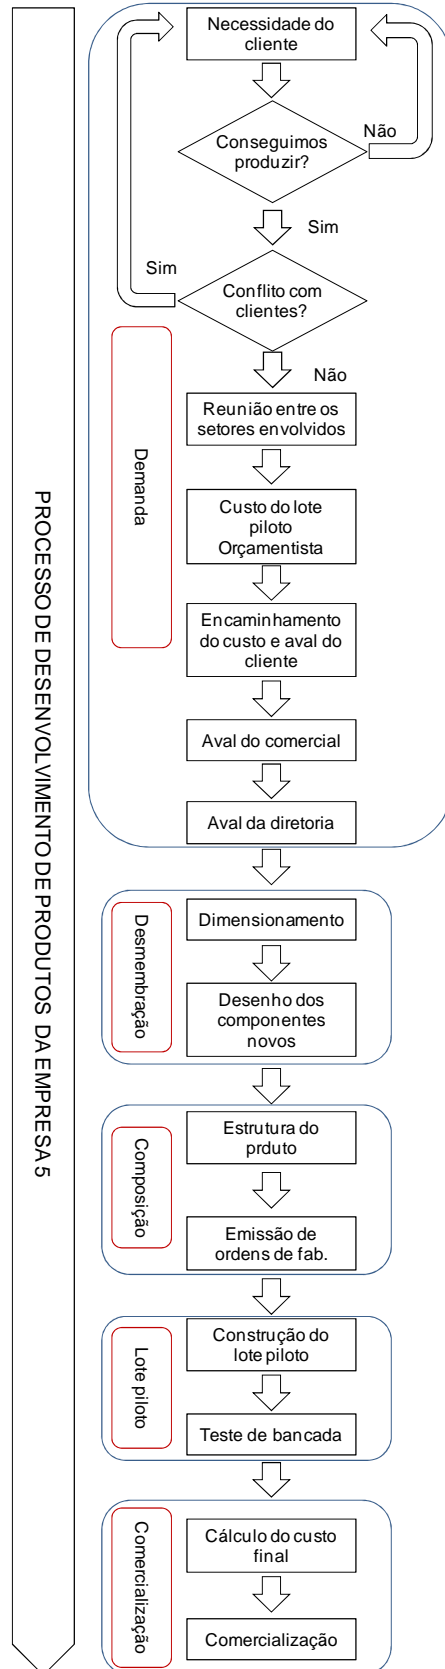 PROCESSO DE DESENVOLVIMENTO DE PRODUTOS DA EMPRESA 5
Necessidade do
cliente
Não
Conseguimos
produzir?
Sim
Sim
Conflito com
clientes?
Não
Demanda
Reunião entre os
setores envolvidos
Custo do lote
piloto
Orçamentista
Encaminhamento
do custo e aval do
cliente
Aval do comercial
Aval da diretoria
Desmembração
Dimensionamento
Desenho dos
componentes
novos
Composição
Estrutura do
prduto
Emissão de
ordens de fab.
Lote piloto
Construção do
lote piloto
Teste de bancada
Comercialização
Cálculo do custo
final
Comercialização